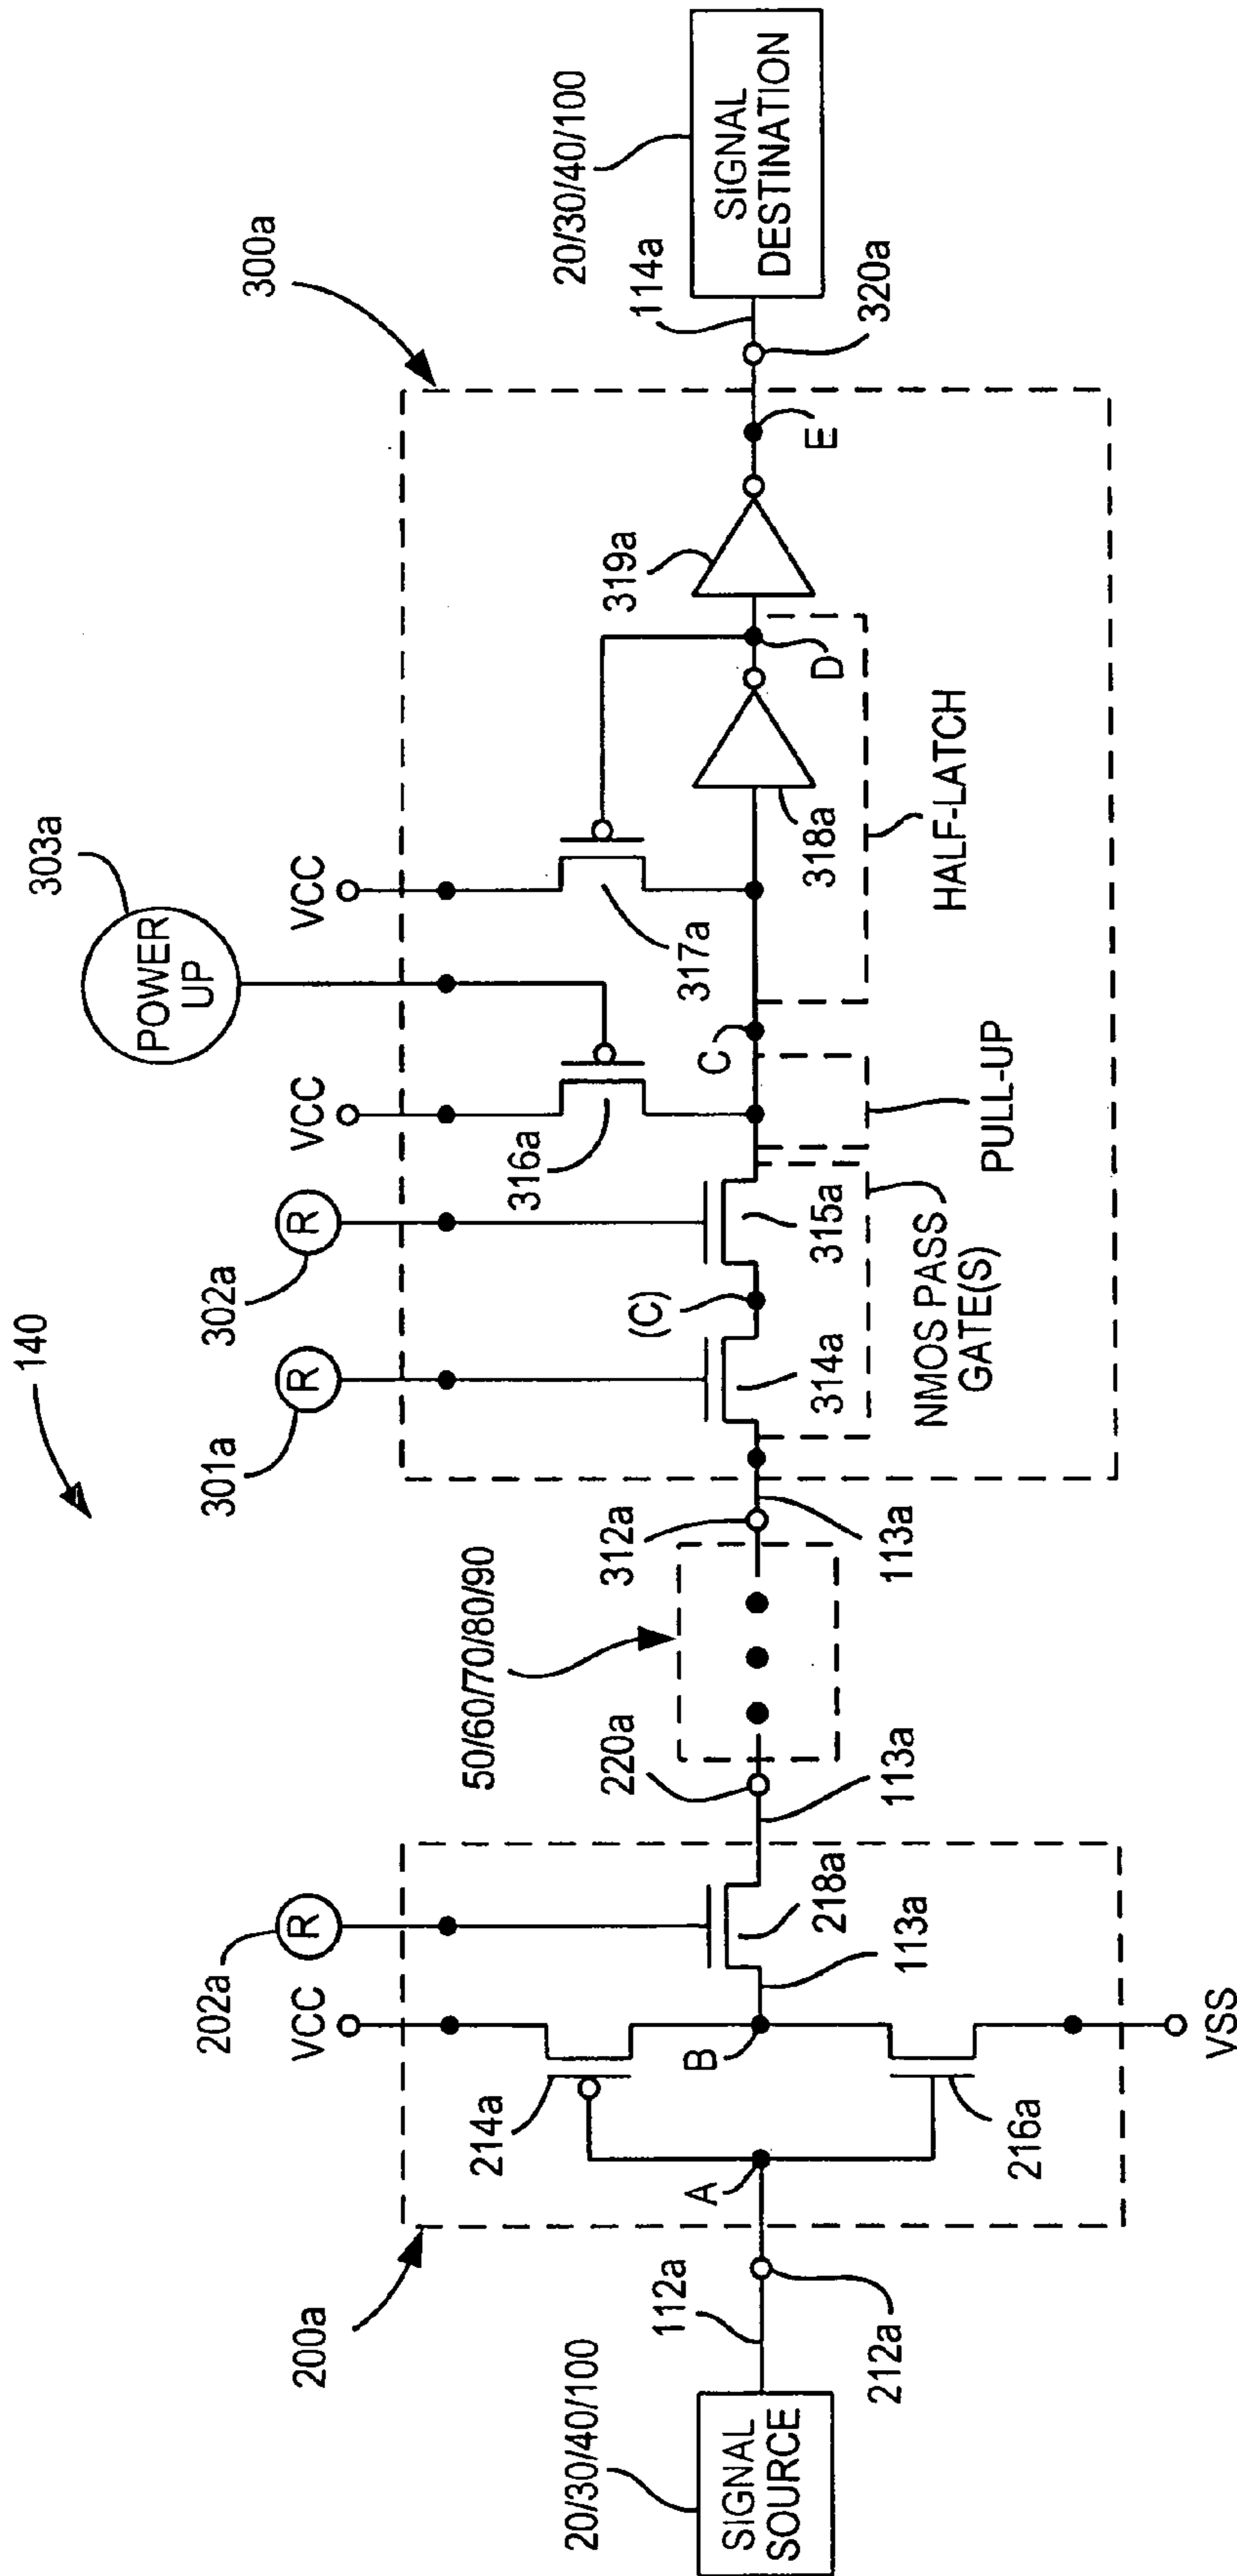 140
200a
300a
20/30/40/100
SIGNAL
SOURCE
112a
212a
A
214a
216a
VCC
VSS
B
202a
R
218a
113a
113a
220a
50/60/70/80/90
312a
113a
301a
R
302a
R
314a
(C)
315a
NMOS PASS
GATE(S)
VCC
316a
PULL-UP
C
303a
POWER
UP
VCC
317a
318a
HALF-LATCH
D
319a
E
320a
114a
20/30/40/100
SIGNAL
DESTINATION